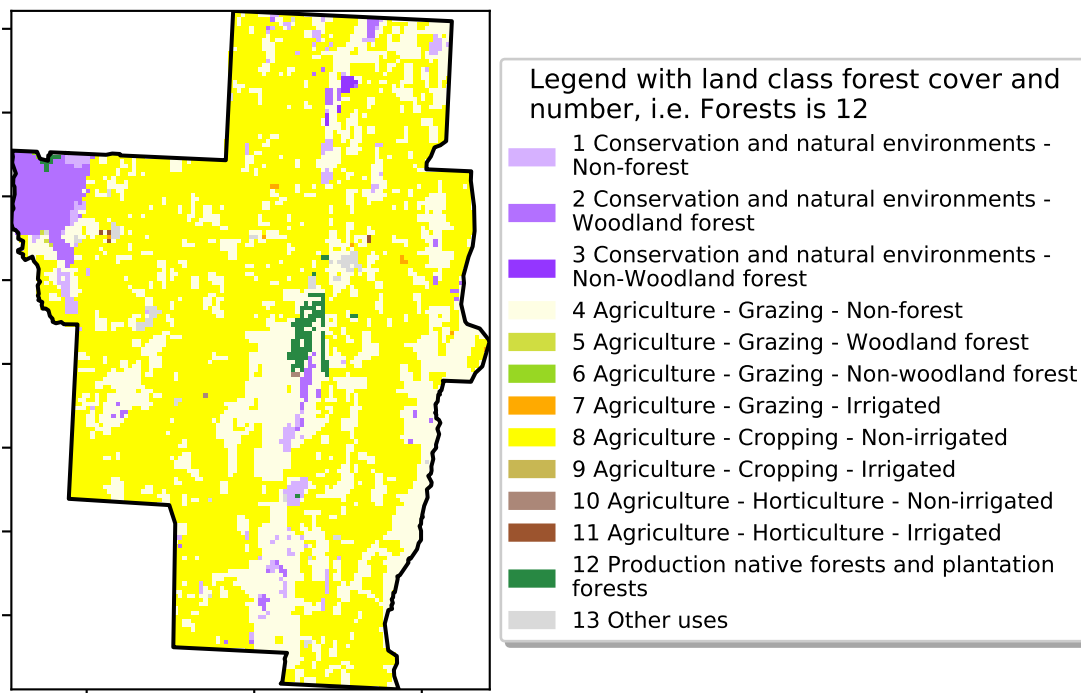 Legend with land class forest cover and
number, i.e. Forests is 12
1 Conservation and natural environments -
Non-forest
2 Conservation and natural environments -
Woodland forest
3 Conservation and natural environments -
Non-Woodland forest
4 Agriculture - Grazing - Non-forest
5 Agriculture - Grazing - Woodland forest
6 Agriculture - Grazing - Non-woodland forest
7 Agriculture - Grazing - Irrigated
8 Agriculture - Cropping - Non-irrigated
9 Agriculture - Cropping - Irrigated
10 Agriculture - Horticulture - Non-irrigated
11 Agriculture - Horticulture - Irrigated
12 Production native forests and plantation
forests
13 Other uses